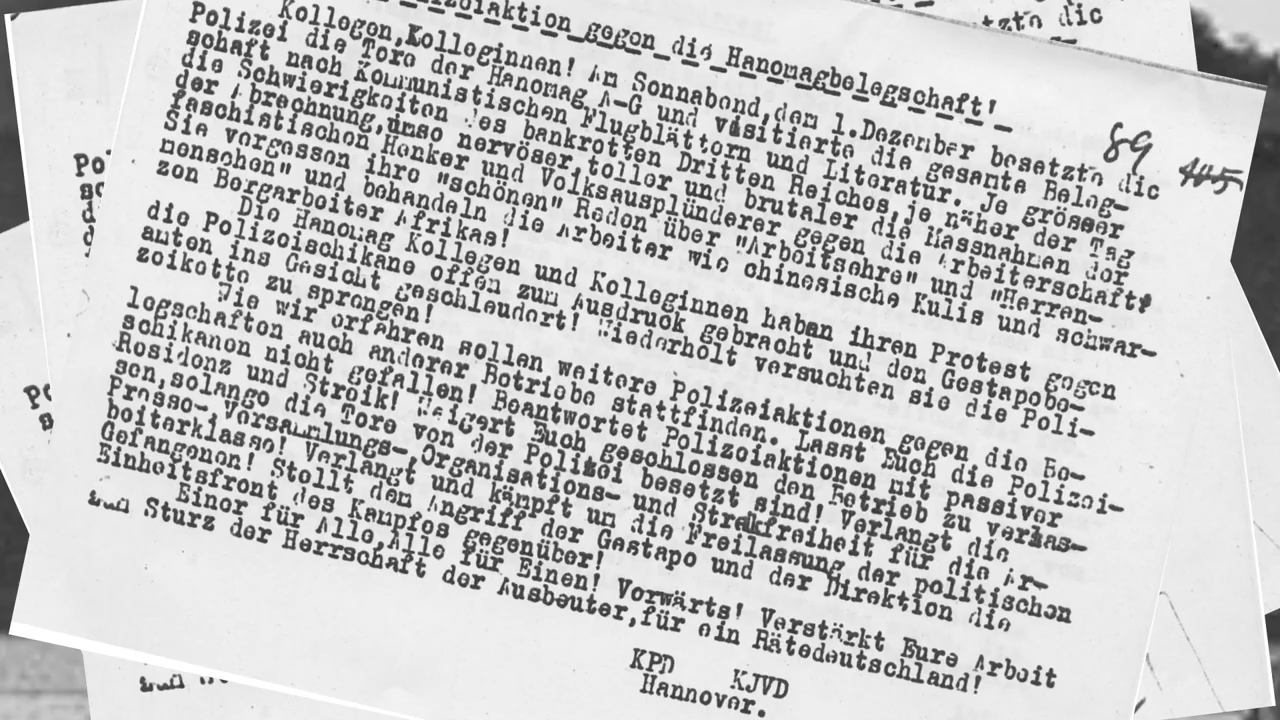 tzte dic
Polizeiaktion gegen die Hanomagbelegschaft!
Kollegen,Kolleginnen! Am Sonnabend,dem 1.Dezember besetzte die
Polizei die Tore der Hanomag A-G und visitierte die gesamte Beleg-
schaft nach Kommunistischen Flugblättern und Literatur. Je grösser
die Schwierigkeiten des bankrotten Dritten Reiches,je näher der Tag
der Abrechnung,umso nervöser,toller und brutaler die Massnahmen der
faschistischen Henker und Volksausplünderer gegen die Arbeiterschaft!
Sie vergessen ihre "schönen" Reden über "Arbeitsehre" und "Herren-
menschen" und behandeln die Arbeiter wie chinesische Kulis und schwar-
zen Bergarbeiter Afrikas!
Die Hanomag Kollegen und Kolleginnen haben ihren Protest gegen
die Polizeischikane offen zum Ausdruck gebracht und den Gestapobe-
amten ins Gesicht geschleudert! Wiederholt versuchten sie die Poli-
zeikette zu sprengen!
Wie wir erfahren sollen weitere Polizeiaktionen gegen die Be-
legschaften auch anderer Betriebe stattfinden. Lasst Euch die Polizei-
schikanen nicht gefallen! Beantwortet Polizeiaktionen mit passiver
Residenz und Streik! Weigert Euch geschlossen den Betrieb zu verlas-
sen,solange die Tore von der Polizei besetzt sind! Verlangt die
Presse-,Versammlungs- Organisations- und Streikfreiheit für die Ar-
beiterklasse! Verlangt und kämpft um die Freilassung der politischen
Gefangenen! Stellt dem Angriff der Gestapo und der Direktion die
Einheitsfront des Kampfes gegenüber!
Einer für Alle,Alle für Einen! Vorwärts! Verstärkt Eure Arbeit
zum Sturz der Herrschaft der Ausbeuter,für ein Rätedeutschland!
KPD KJVD
Hannover.
89
405